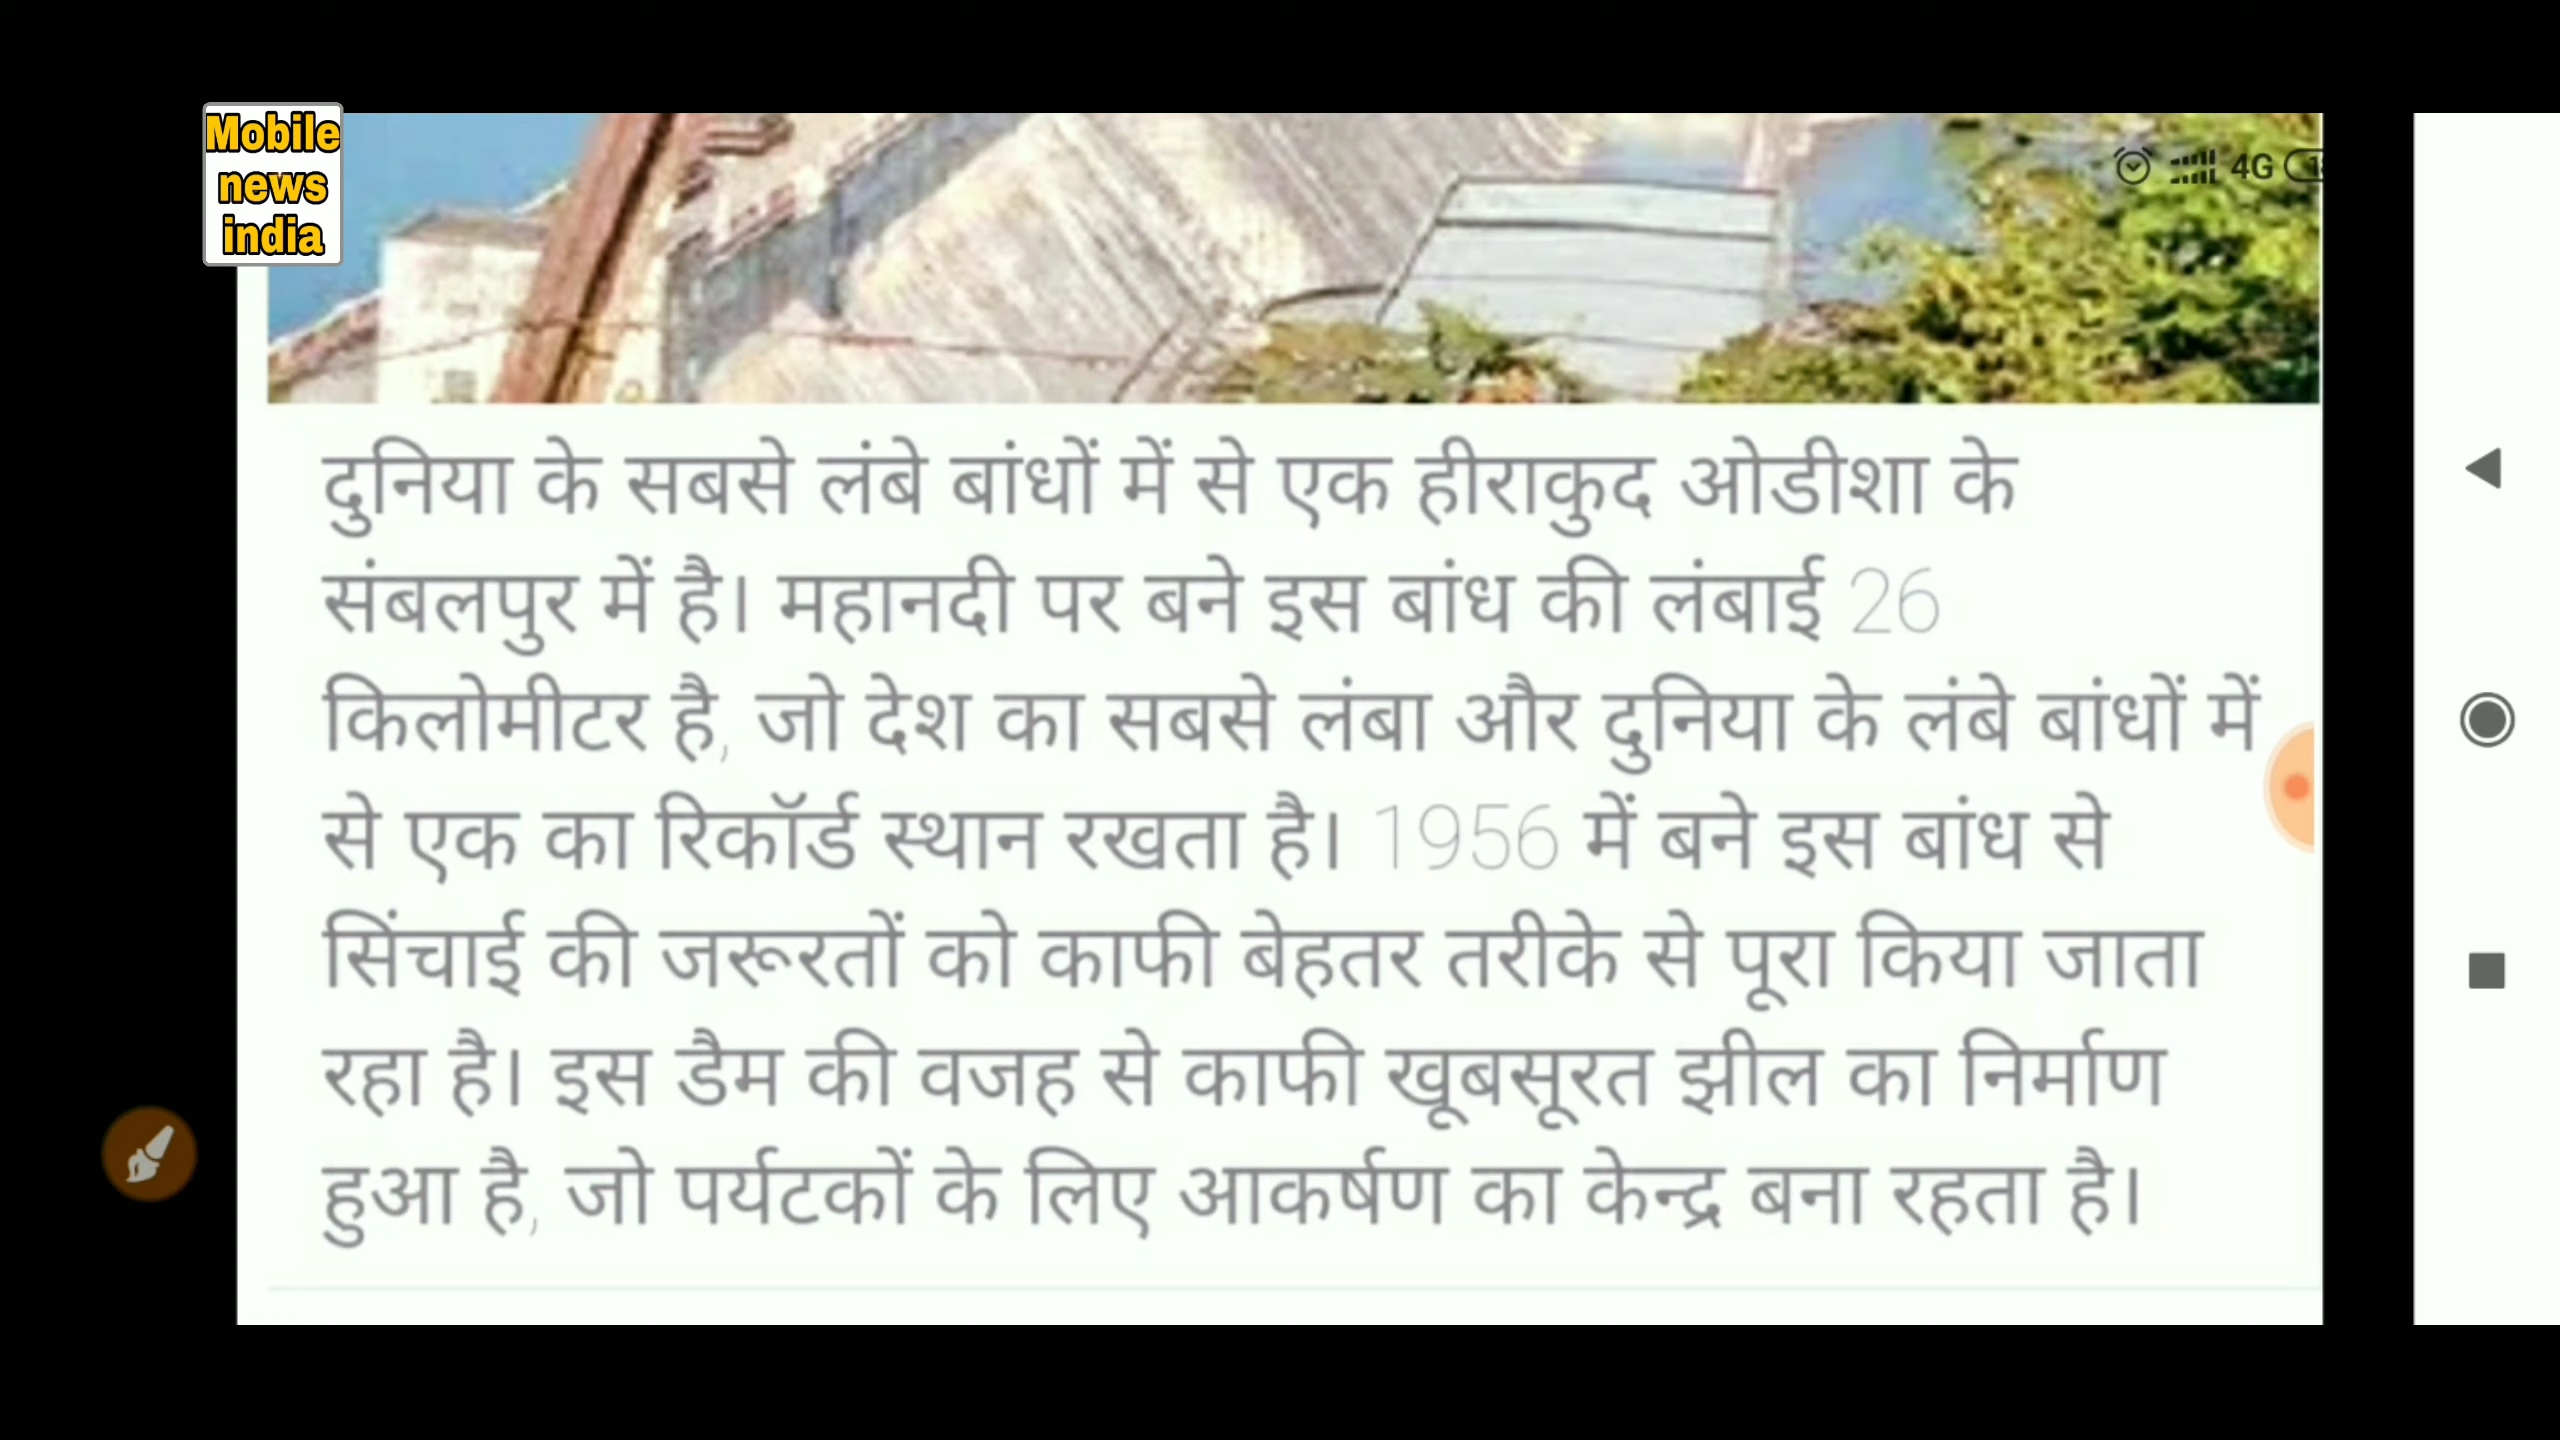 Mobile
news
india
4G
दुनिया के सबसे लंबे बांधों में से एक हीराकुद ओडीशा के
संबलपुर में है। महानदी पर बने इस बांध की लंबाई 26
किलोमीटर है, जो देश का सबसे लंबा और दुनिया के लंबे बांधों में
से एक का रिकॉर्ड स्थान रखता है। 1956 में बने इस बांध से
सिंचाई की जरूरतों को काफी बेहतर तरीके से पूरा किया जाता
रहा है। इस डैम की वजह से काफी खूबसूरत झील का निर्माण
हुआ है, जो पर्यटकों के लिए आकर्षण का केन्द्र बना रहता है।